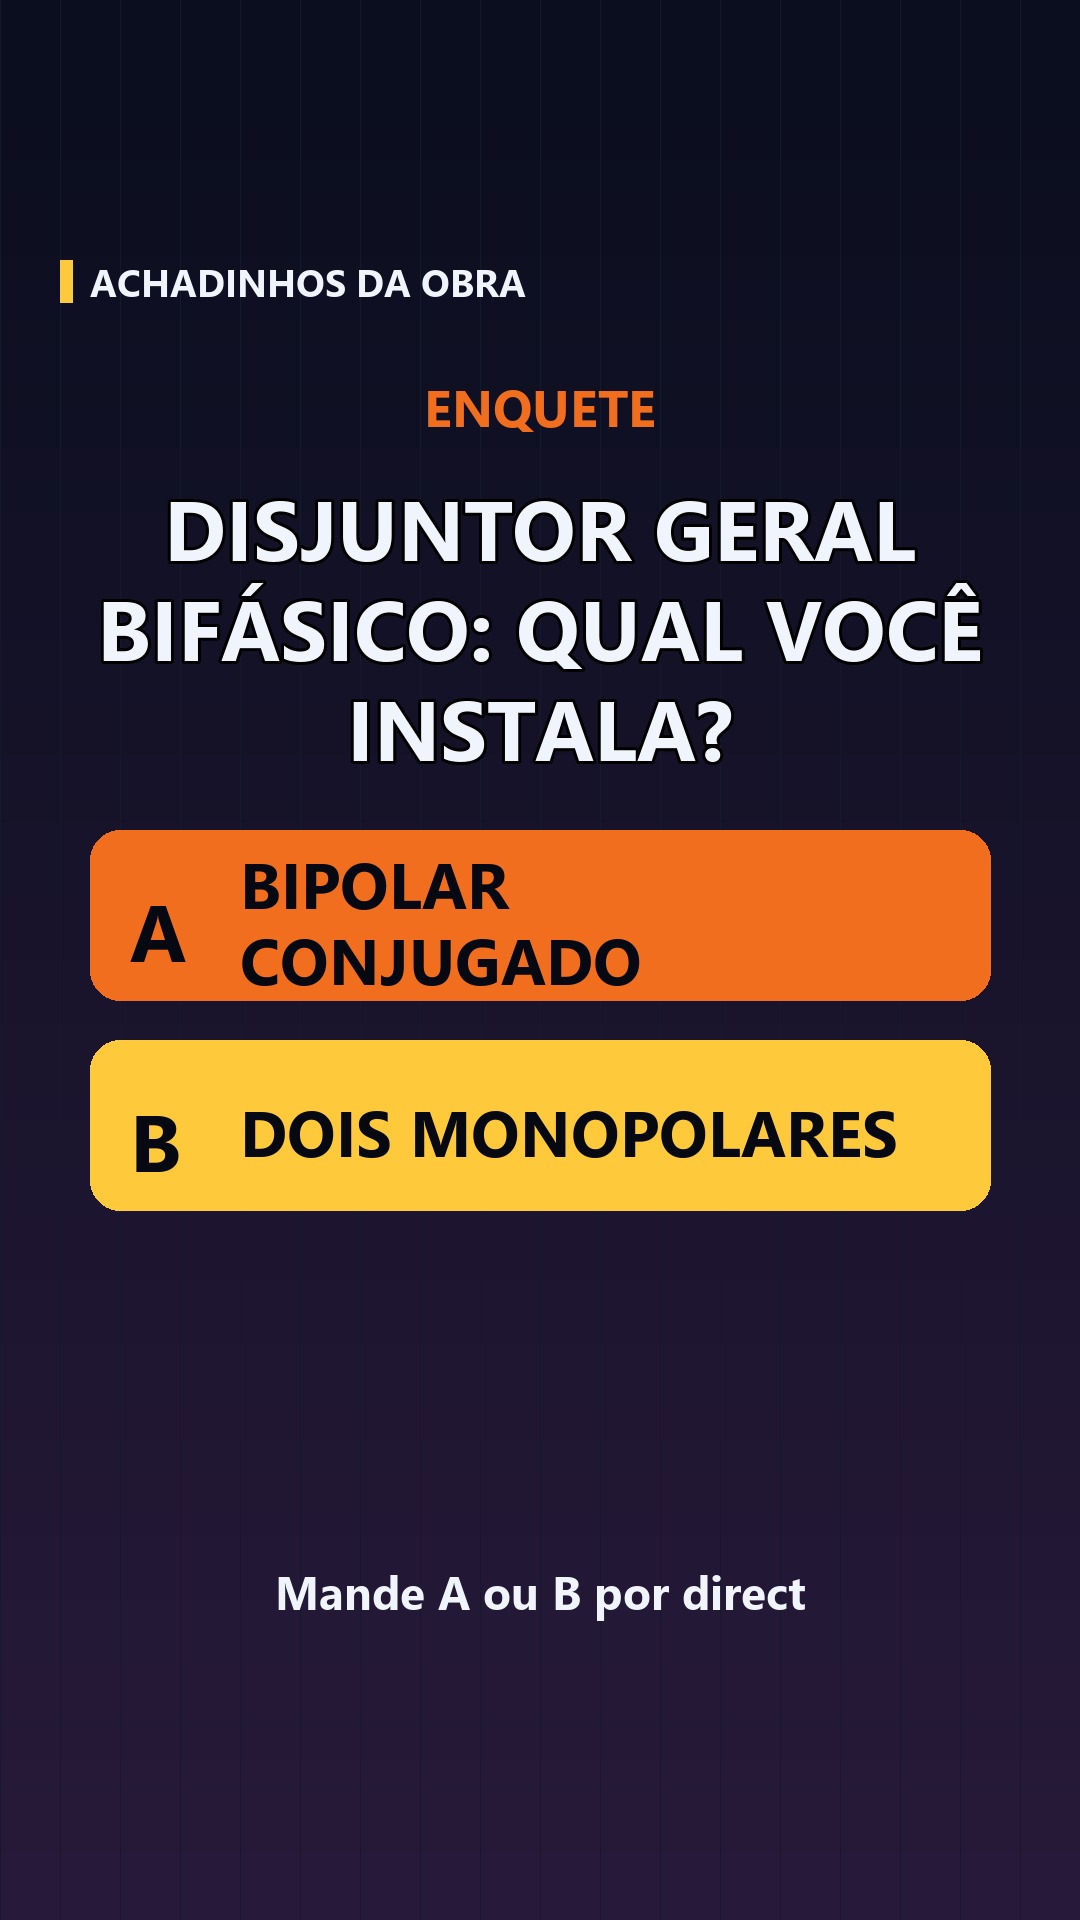 ACHADINHOS DA OBRA
ENQUETE
DISJUNTOR GERAL
BIFÁSICO: QUAL VOCÊ
INSTALA?
A
BIPOLAR
CONJUGADO
B
DOIS MONOPOLARES
Mande A ou B por direct